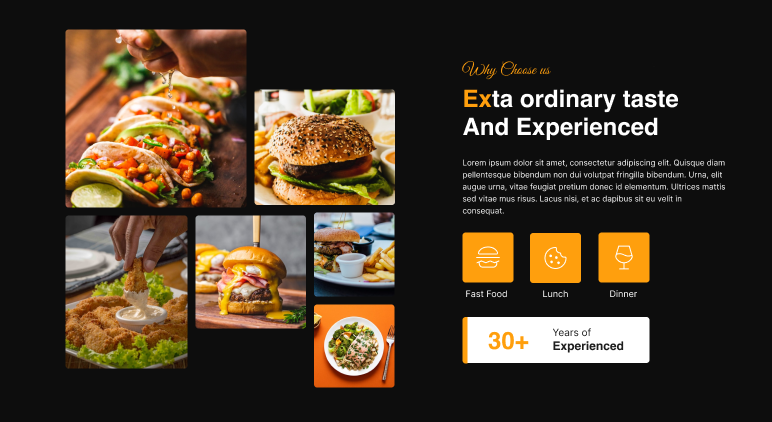 Why Choose us
Exta ordinary taste
And Experienced
Lorem ipsum dolor sit amet, consectetur adipiscing elit. Quisque diam
pellentesque bibendum non dui volutpat fringilla bibendum. Urna, elit
augue urna, vitae feugiat pretium donec id elementum. Ultrices mattis
sed vitae mus risus. Lacus nisi, et ac dapibus sit eu velit in
consequat.
Fast Food
Lunch
Dinner
30+
Years of
Experienced